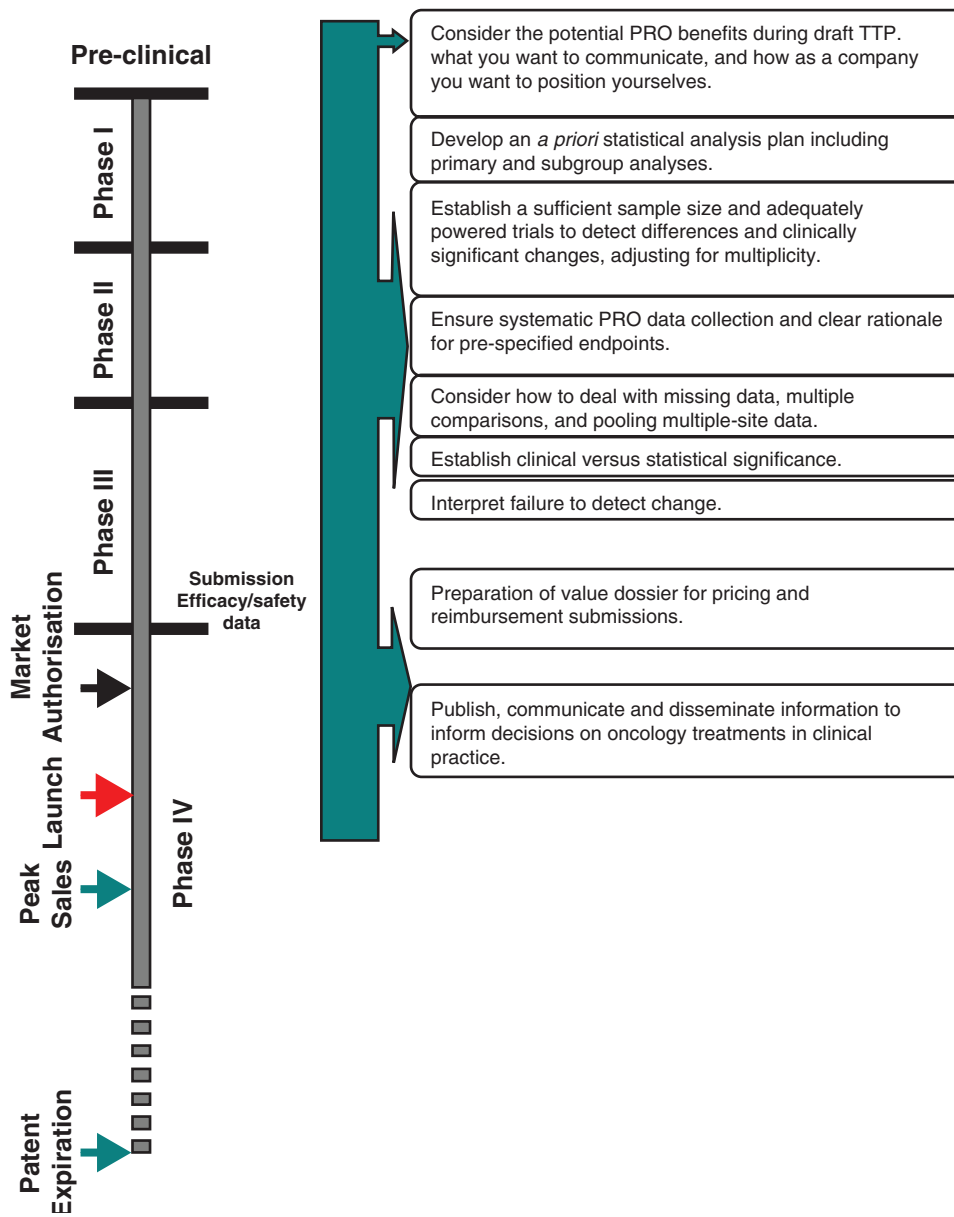 Pre-clinical
Phase I
Phase II
Phase III
Submission
Efficacy/safety
data
Market
Authorisation
Launch
Peak
Sales
Phase IV
Patent
Expiration
Consider the potential PRO benefits during draft TTP.
what you want to communicate, and how as a company
you want to position yourselves.
Develop an a priori statistical analysis plan including
primary and subgroup analyses.
Establish a sufficient sample size and adequately
powered trials to detect differences and clinically
significant changes, adjusting for multiplicity.
Ensure systematic PRO data collection and clear rationale
for pre-specified endpoints.
Consider how to deal with missing data, multiple
comparisons, and pooling multiple-site data.
Establish clinical versus statistical significance.
Interpret failure to detect change.
Preparation of value dossier for pricing and
reimbursement submissions.
Publish, communicate and disseminate information to
inform decisions on oncology treatments in clinical
practice.